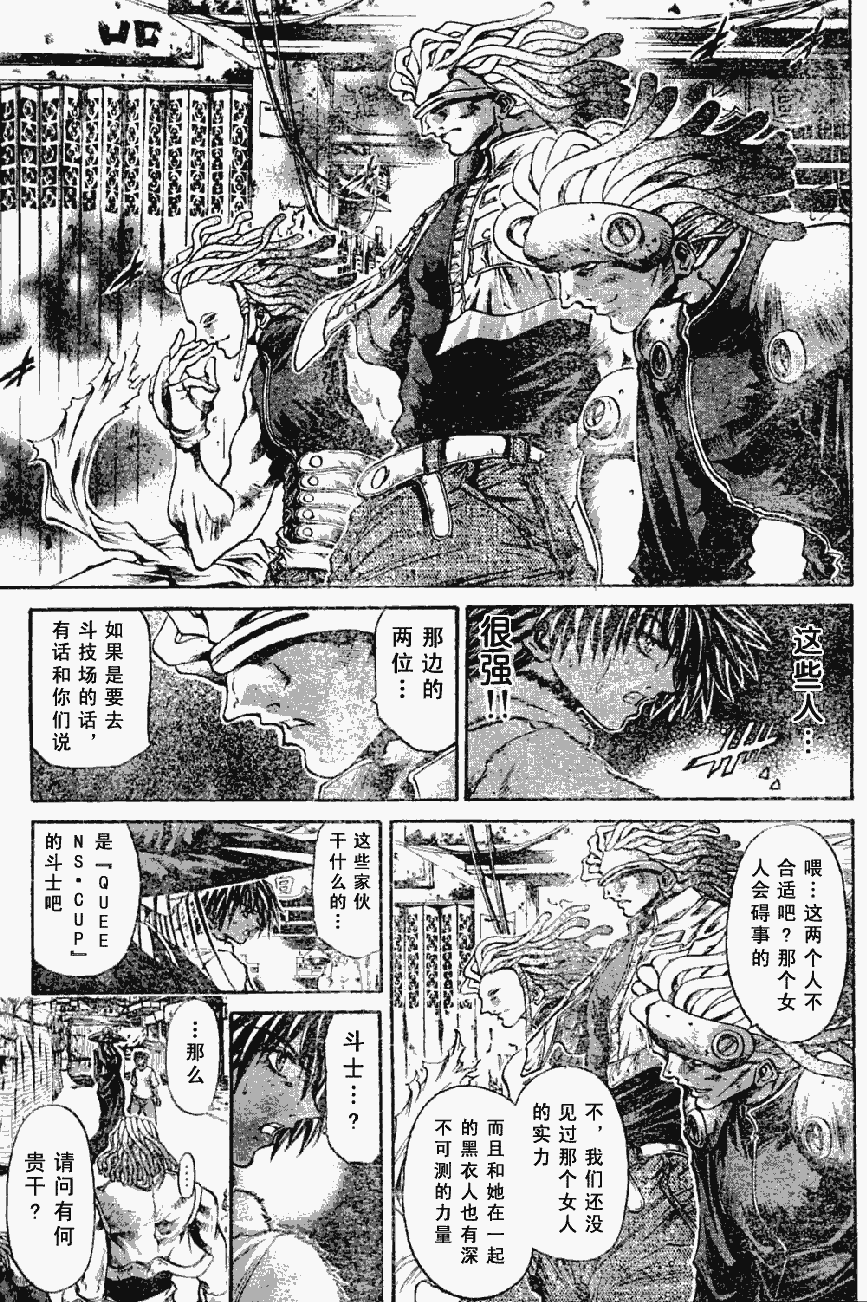 这些人…
很强!!
那边的
两位…
如果是要去
斗技场的话，
有话和你们说
喂…这两个人不
合适吧？那个女
人会碍事的
不，我们还没
见过那个女人
的实力
而且和她在一起
的黑衣人也有深
不可测的力量
这些家伙
干什么的…
是『QUEE
NS·CUP』
的斗士吧
斗士…？
…那么
…
请问有何
贵干？